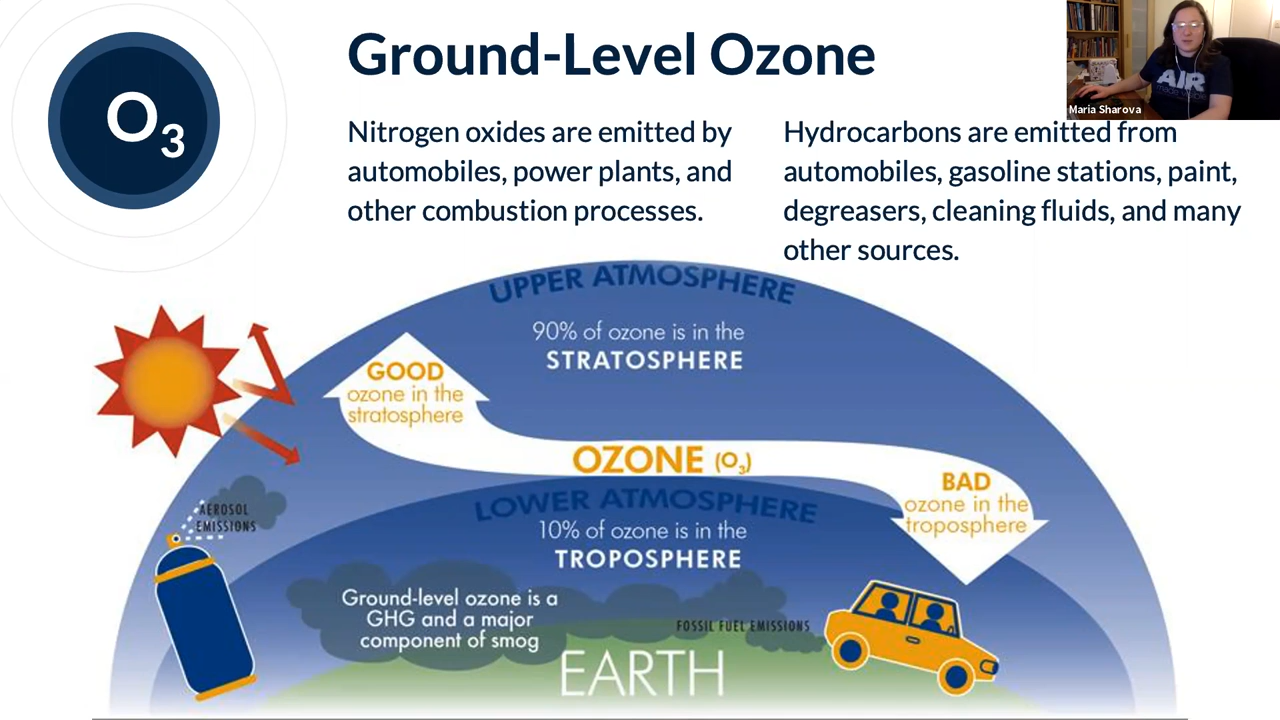 O3
Ground-Level Ozone
Nitrogen oxides are emitted by
automobiles, power plants, and
other combustion processes.
Hydrocarbons are emitted from
automobiles, gasoline stations, paint,
degreasers, cleaning fluids, and many
other sources.
AIR
Maria Sharova
UPPER ATMOSPHERE
90% of ozone is in the
STRATOSPHERE
GOOD
ozone in the
stratosphere
OZONE (O3)
BAD
ozone in the
troposphere
LOWER ATMOSPHERE
10% of ozone is in the
TROPOSPHERE
AEROSOL
EMISSIONS
Ground-level ozone is a
GHG and a major
component of smog
FOSSIL FUEL EMISSIONS
EARTH